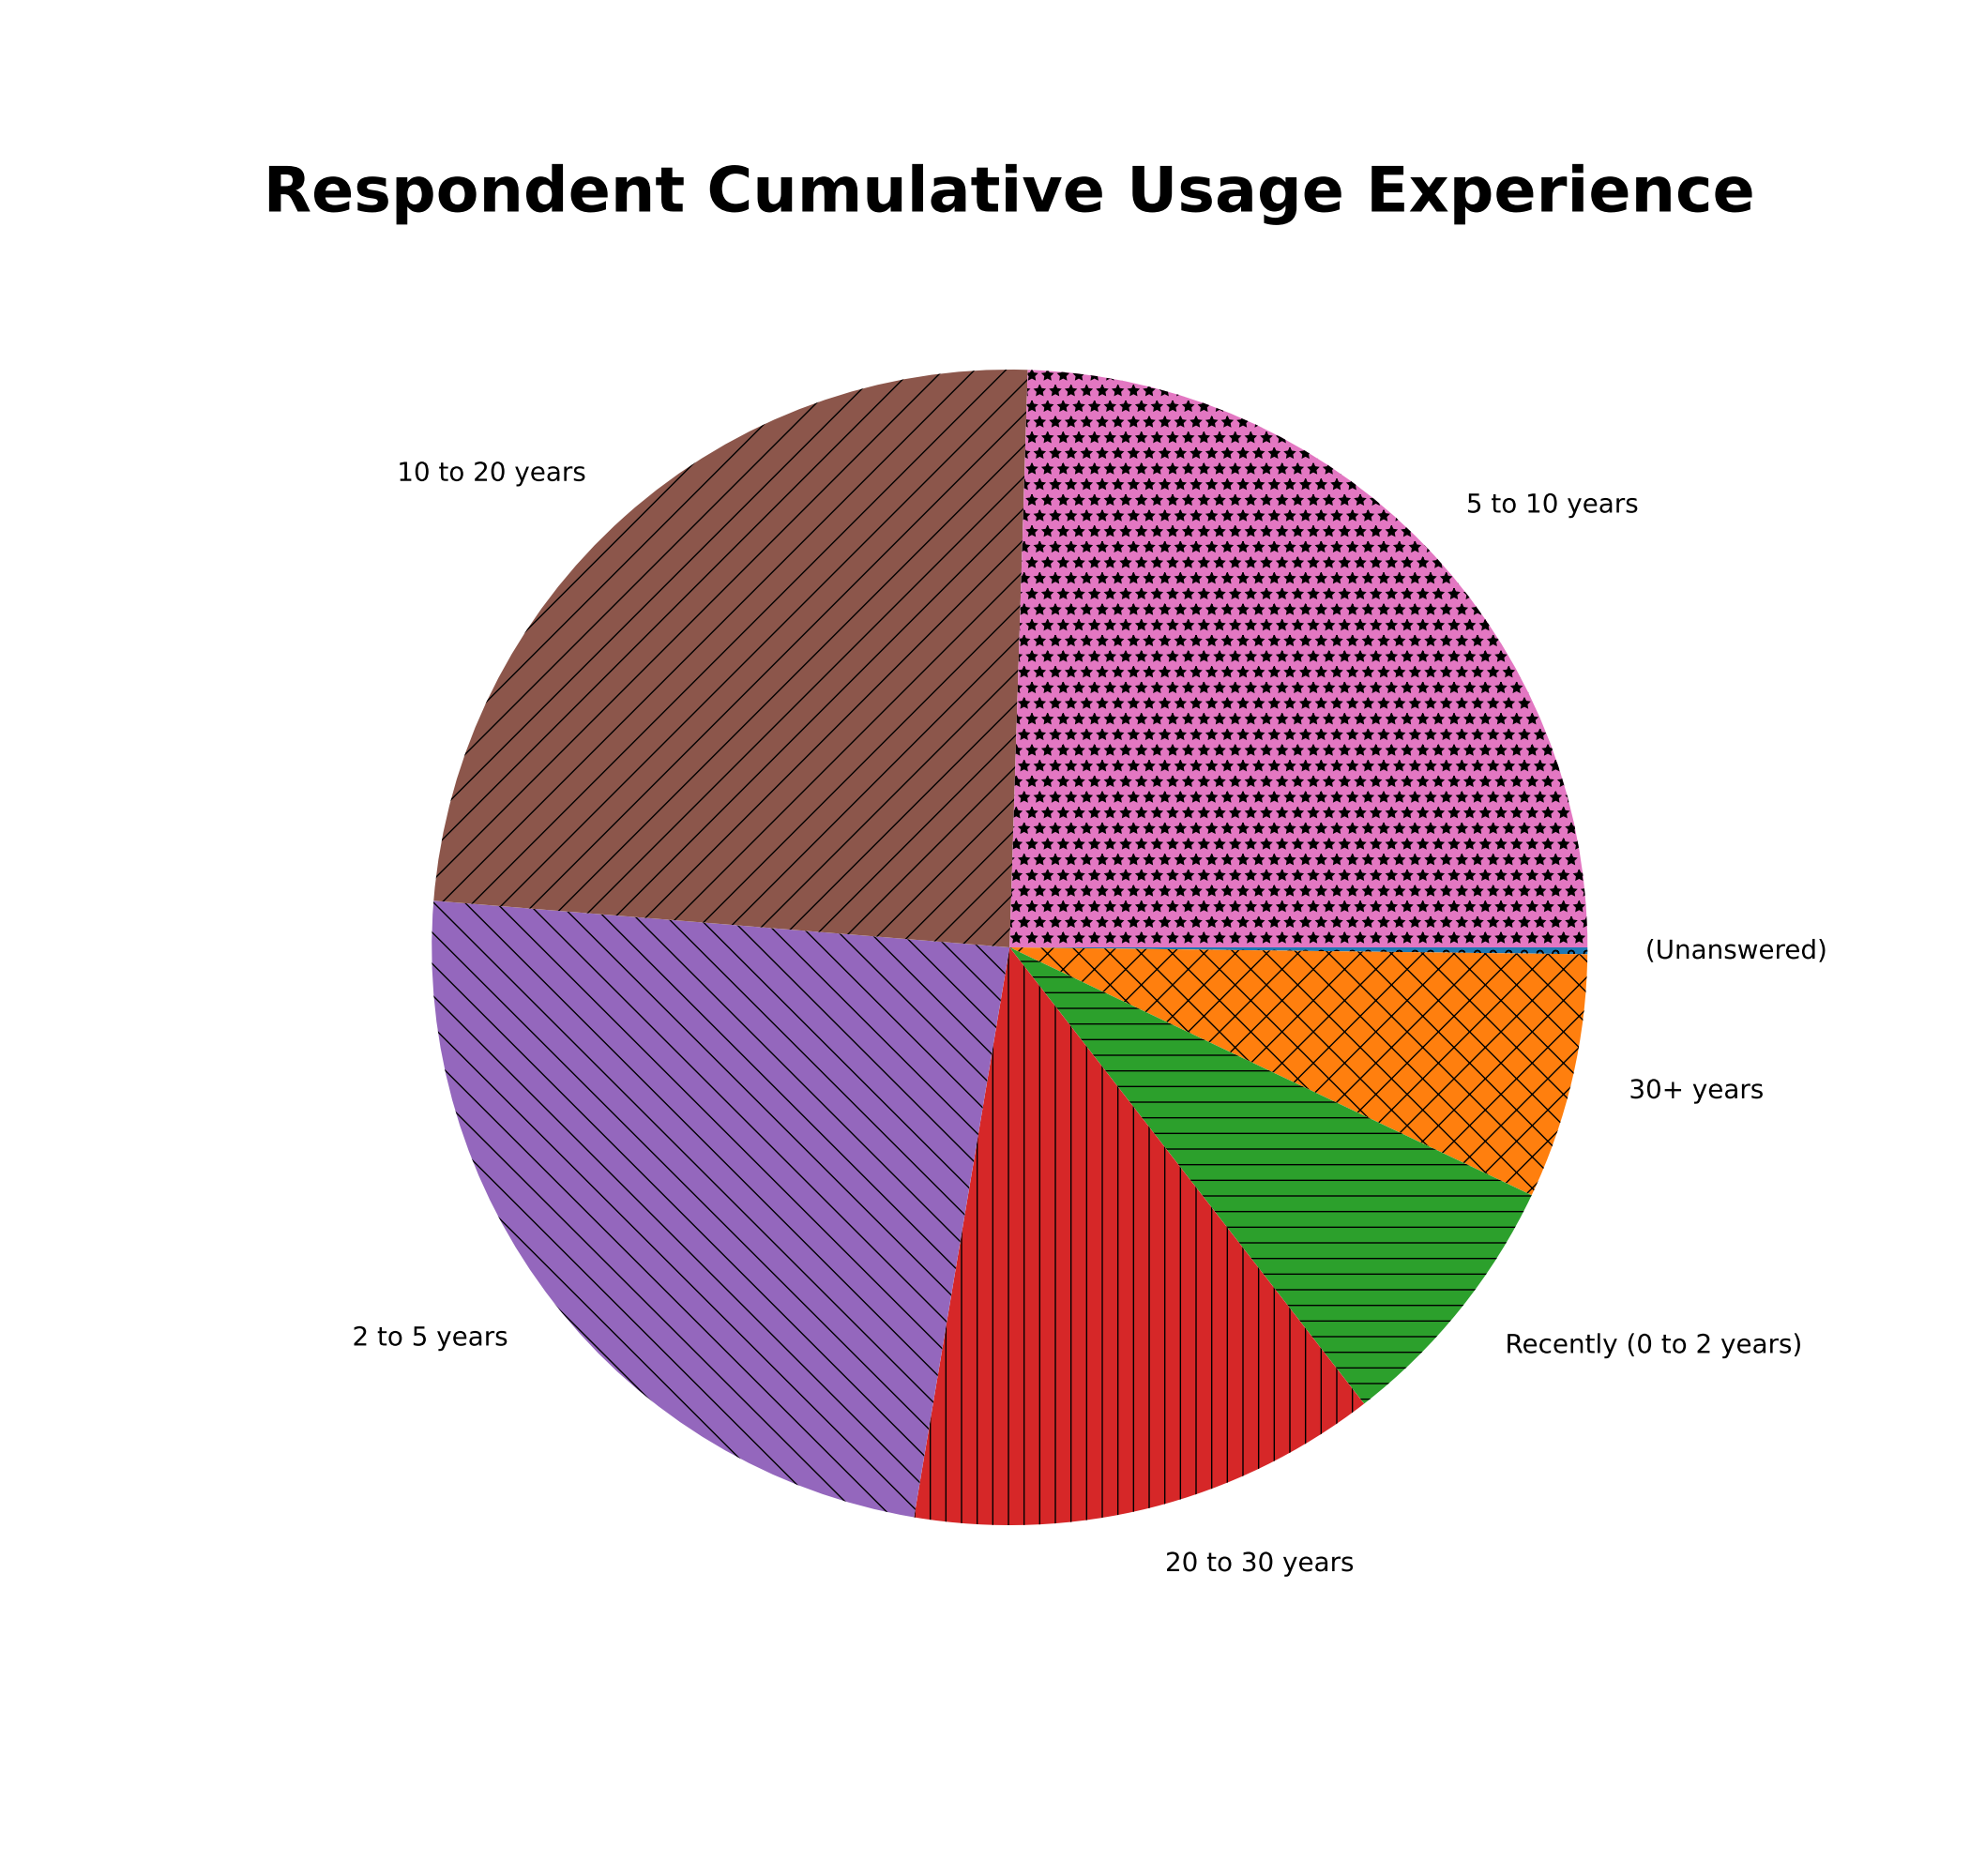 Respondent Cumulative Usage Experience
10 to 20 years
5 to 10 years
(Unanswered)
30+ years
2 to 5 years
Recently (0 to 2 years)
20 to 30 years